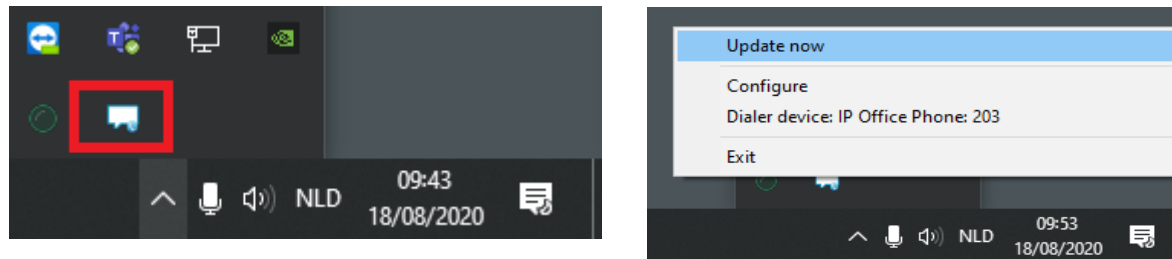 NLD
09:43
18/08/2020
Update now
Configure
Dialer device: IP Office Phone: 203
Exit
NLD
09:53
18/08/2020